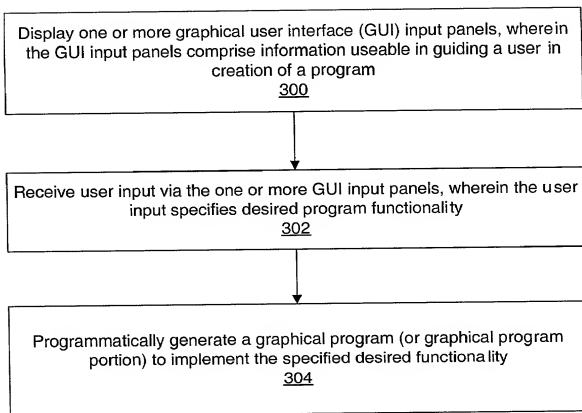 Display one or more graphical user interface (GUI) input panels, wherein
the GUI input panels comprise information useable in guiding a user in
creation of a program
300
Receive user input via the one or more GUI input panels, wherein the user
input specifies desired program functionality
302
Programmatically generate a graphical program (or graphical program
portion) to implement the specified desired functionality
304